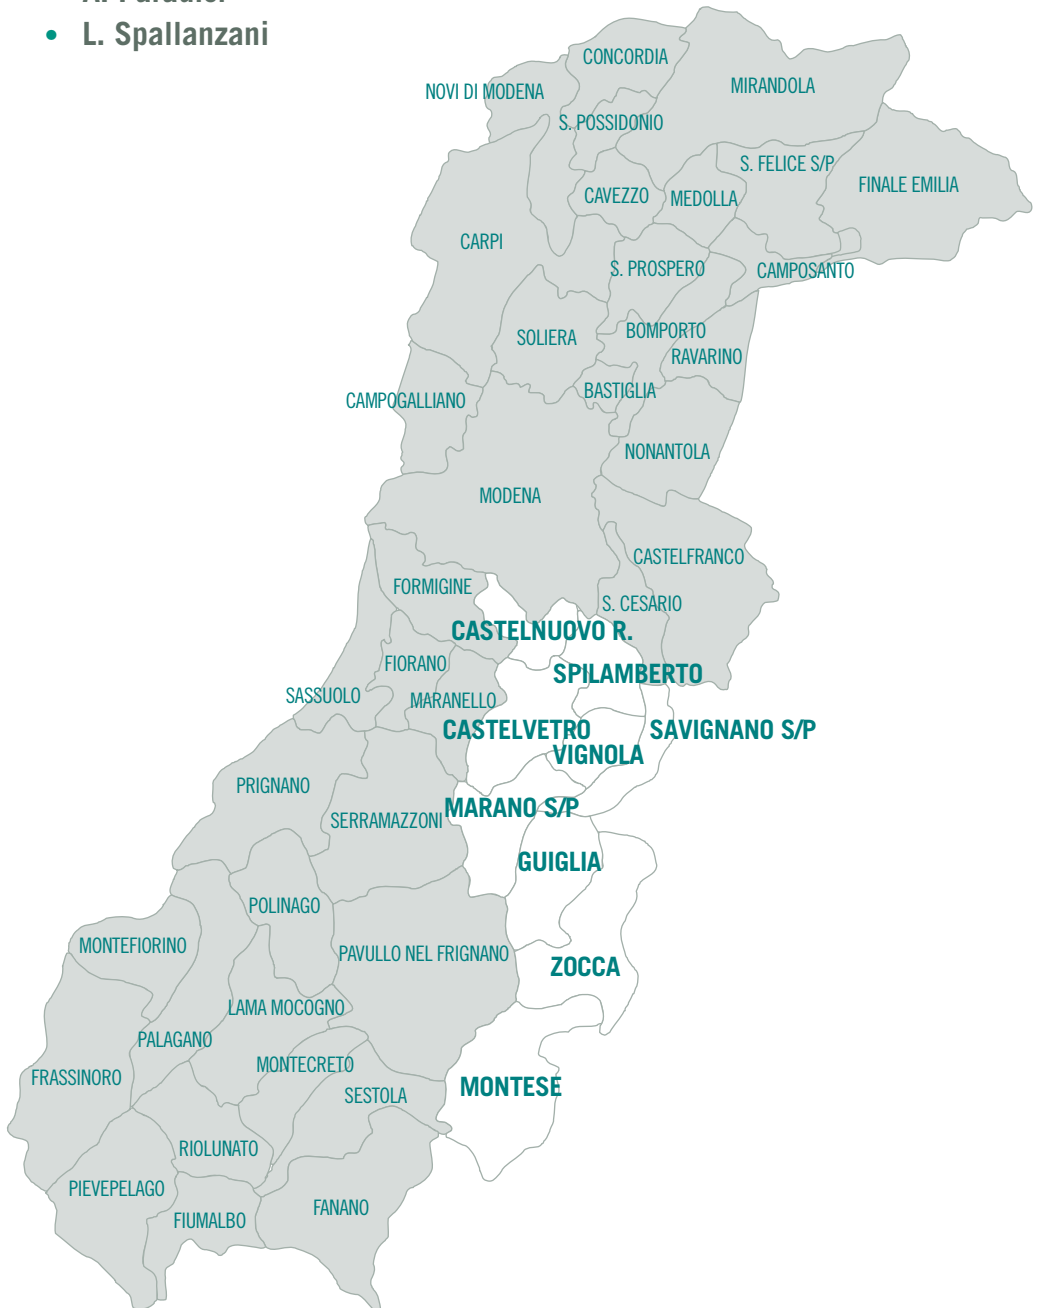 • L. Spallanzani
CONCORDIA
NOVI DI MODENA
MIRANDOLA
S. POSSIDONIO
S. FELICE S/P
FINALE EMILIA
CAVEZZO
MEDOLLA
CARPI
S. PROSPERO
CAMPOSANTO
SOLIERA
BOMPORTO
RAVARINO
BASTIGLIA
CAMPOGALLIANO
NONANTOLA
MODENA
CASTELFRANCO
FORMIGINE
S. CESARIO
CASTELNUOVO R.
FIORANO
SPILAMBERTO
SASSUOLO
MARANELLO
CASTELVETRO
SAVIGNANO S/P
VIGNOLA
PRIGNANO
MARANO S/P
SERRAMAZZONI
GUIGLIA
POLINAGO
MONTEFIORINO
PAVULLO NEL FRIGNANO
ZOCCA
LAMA MOCOGNO
PALAGANO
MONTECRETO
FRASSINORO
MONTESE
SESTOLA
RIOLUNATO
PIEVEPELAGO
FANANO
FIUMALBO